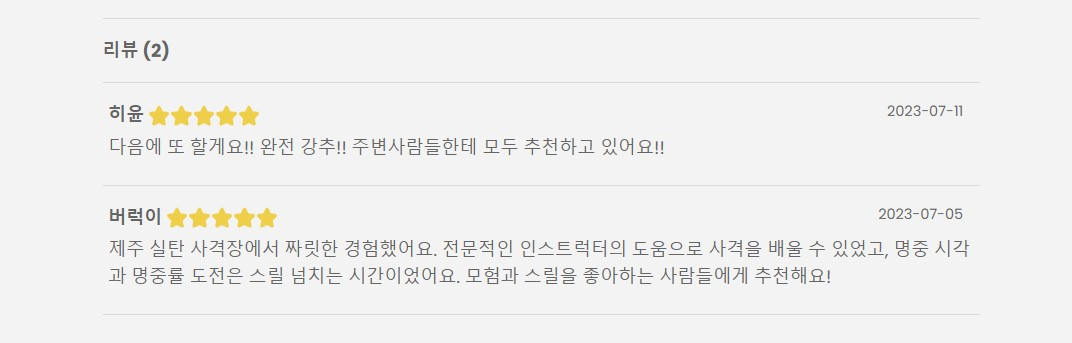 리뷰 (2)
히윤
2023-07-11
다음에 또 할게요!! 완전 강추!! 주변사람들한테 모두 추천하고 있어요!!
버럭이
2023-07-05
제주 실탄 사격장에서 짜릿한 경험했어요. 전문적인 인스트럭터의 도움으로 사격을 배울 수 있었고, 명중 시각
과 명중률 도전은 스릴 넘치는 시간이었어요. 모험과 스릴을 좋아하는 사람들에게 추천해요!